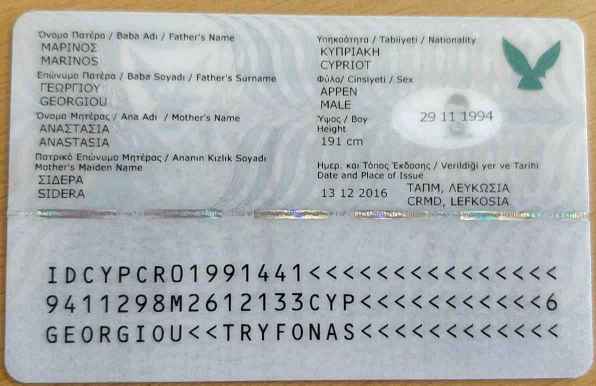 Όνομα Πατέρα / Baba Adı / Father's Name
ΜΑΡΙΝΟΣ
MARINOS
Επώνυμο Πατέρα / Baba Soyadı / Father's Surname
ΓΕΩΡΓΙΟΥ
GEORGIOU
Όνομα Μητέρας / Ana Adı / Mother's Name
ΑΝΑΣΤΑΣΙΑ
ANASTASIA
Πατρικό Επώνυμο Μητέρας / Ananın Kızlık Soyadı
Mother's Maiden Name
ΣΙΔΕΡΑ
SIDERA
Υπηκοότητα / Tabiiyeti / Nationality
ΚΥΠΡΙΑΚΗ
CYPRIOT
Φύλο/ Cinsiyeti / Sex
ΑΡΡΕΝ
MALE
Ύψος / Boy
Height
191 cm
29 11 1994
Ημερ. και Τόπος Έκδοσης / Verildiği yer ve Tarihi
Date and Place of Issue
13 12 2016 ΤΑΠΜ, ΛΕΥΚΩΣΙΑ
CRMD, LEFKOSIA
IDCYPCR01991441<<<<<<<<<<<<<<<
9411298M2612133CYP<<<<<<<<<<<6
GEORGIOU<<TRYFONAS<<<<<<<<<<<<